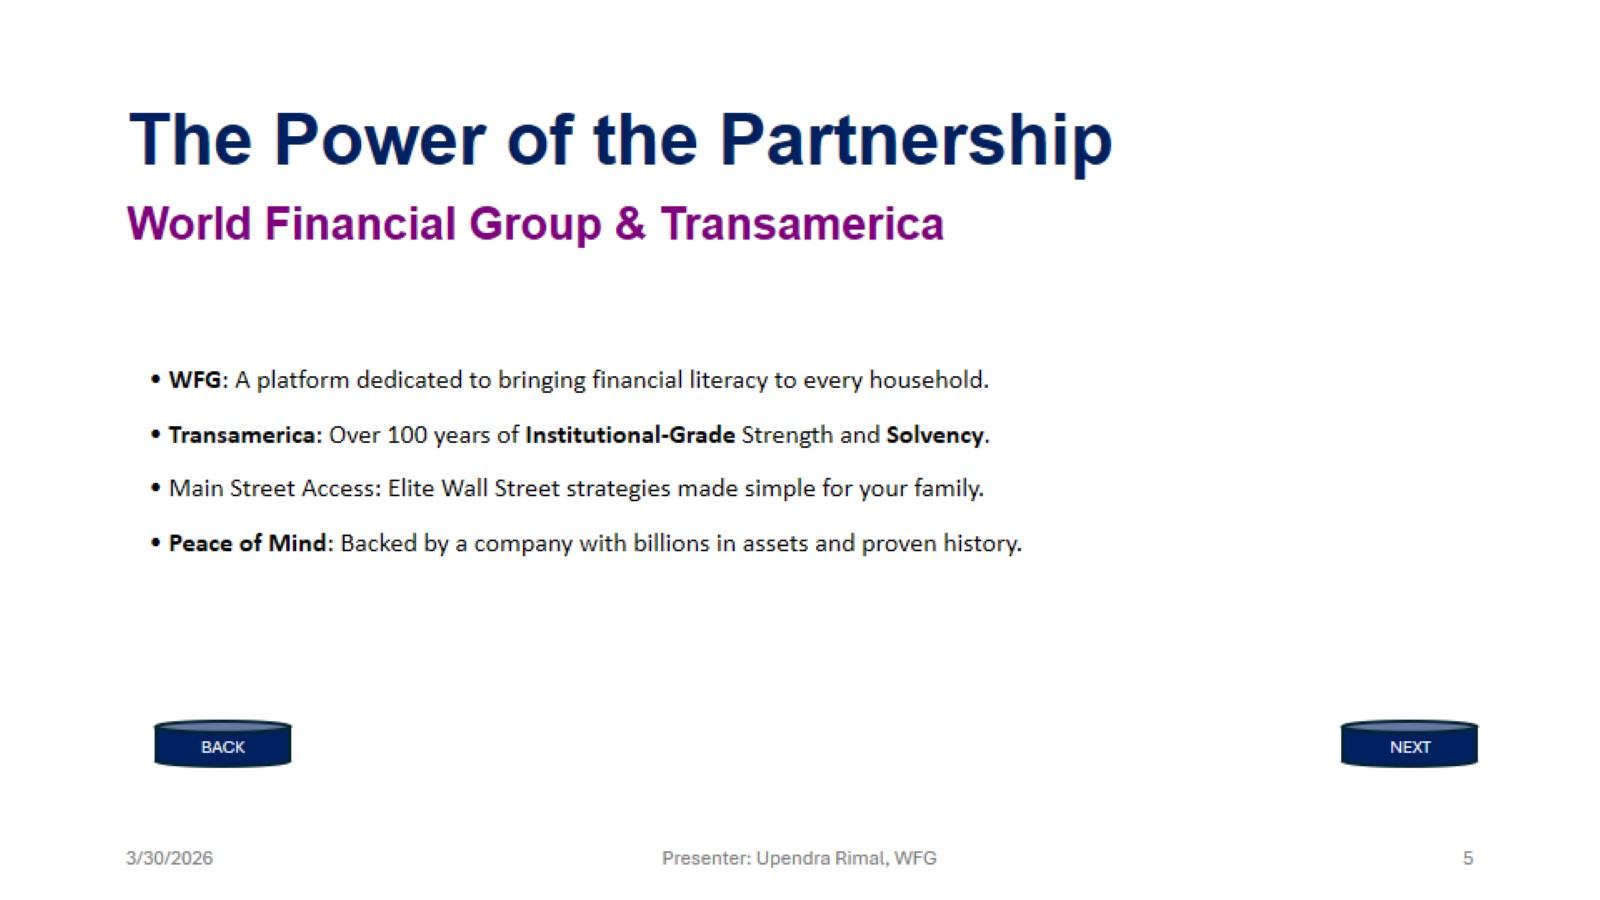 The Power of the Partnership
World Financial Group & Transamerica
• WFG: A platform dedicated to bringing financial literacy to every household.
• Transamerica: Over 100 years of Institutional-Grade Strength and Solvency.
• Main Street Access: Elite Wall Street strategies made simple for your family.
• Peace of Mind: Backed by a company with billions in assets and proven history.
BACK
NEXT
3/30/2026
Presenter: Upendra Rimal, WFG
5